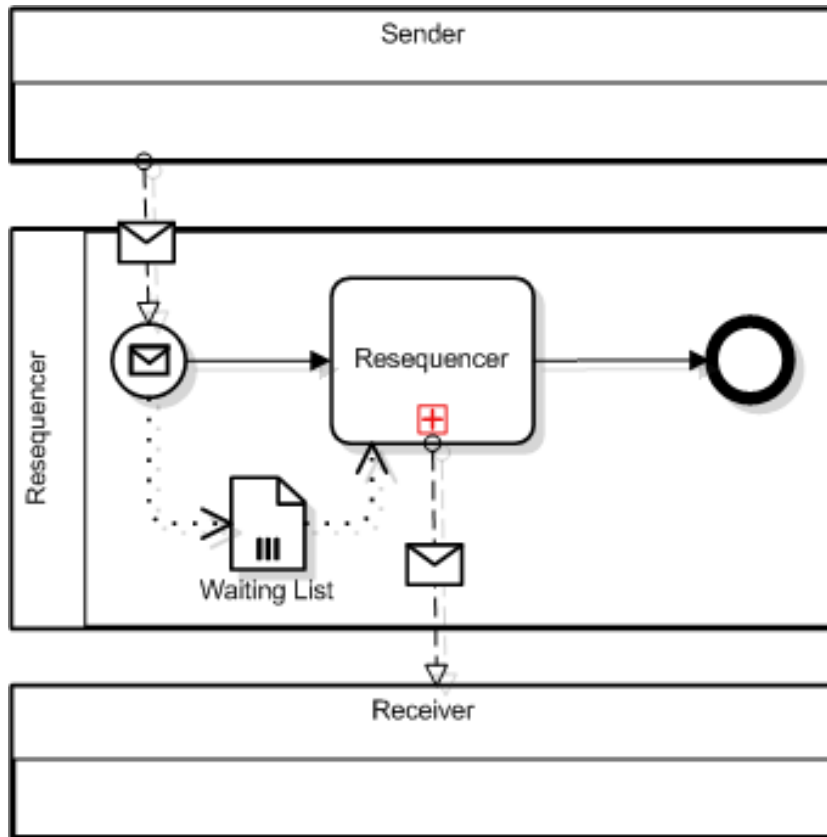 Sender
Resequencer
Resequencer
Waiting List
Receiver